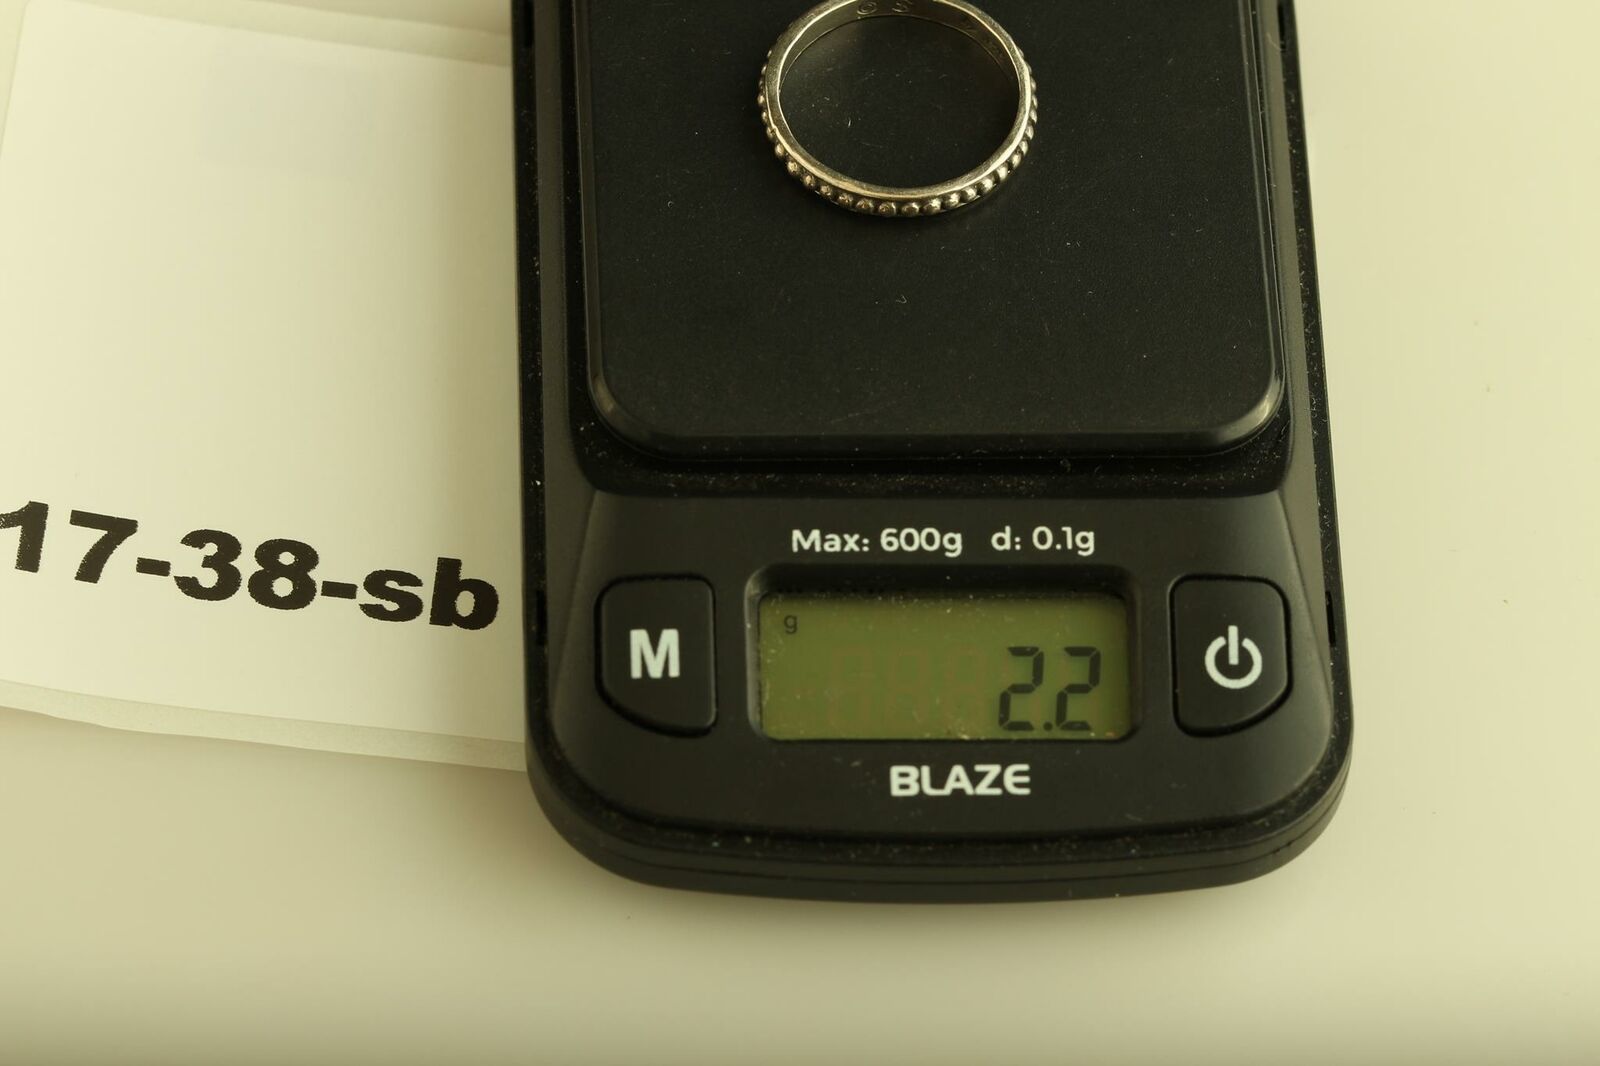 17-38-sb
Max: 600g d: 0.1g
M
g
2.2
BLAZE